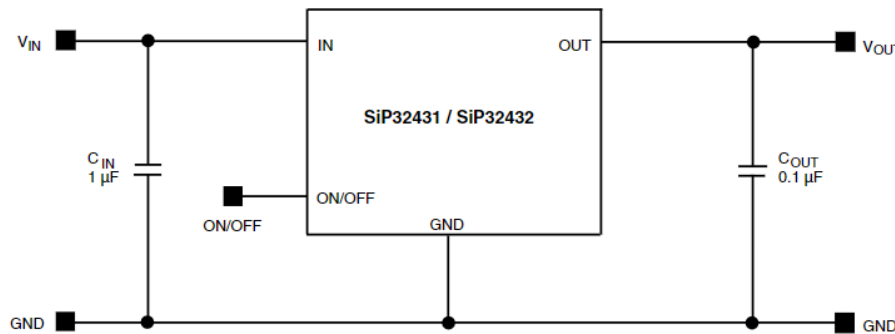 VIN
IN
OUT
VOUT
SiP32431 / SiP32432
CIN
1 µF
COUT
0.1 µF
ON/OFF
ON/OFF
GND
GND
GND